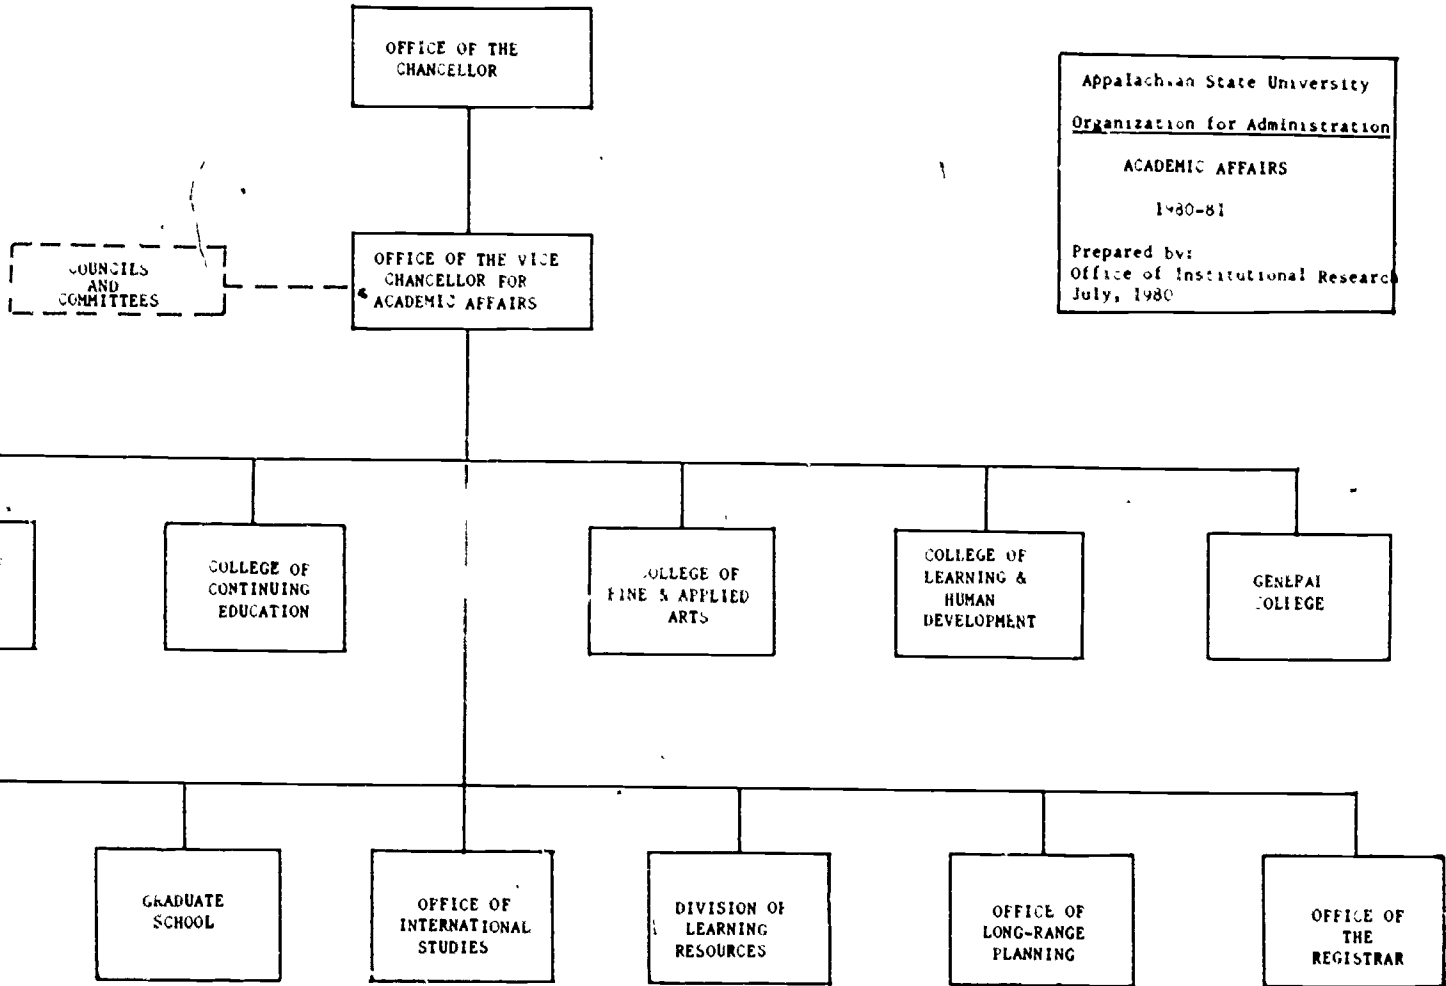 OFFICE OF THE
CHANCELLOR
Appalachian State University
Organization for Administration
ACADEMIC AFFAIRS
1980-81
Prepared by:
Office of Institutional Research
July, 1980
COUNCILS
AND
COMMITTEES
OFFICE OF THE VICE
CHANCELLOR FOR
ACADEMIC AFFAIRS
COLLEGE OF
CONTINUING
EDUCATION
COLLEGE OF
FINE & APPLIED
ARTS
COLLEGE OF
LEARNING &
HUMAN
DEVELOPMENT
GENERAL
COLLEGE
GRADUATE
SCHOOL
OFFICE OF
INTERNATIONAL
STUDIES
DIVISION OF
LEARNING
RESOURCES
OFFICE OF
LONG-RANGE
PLANNING
OFFICE OF
THE
REGISTRAR